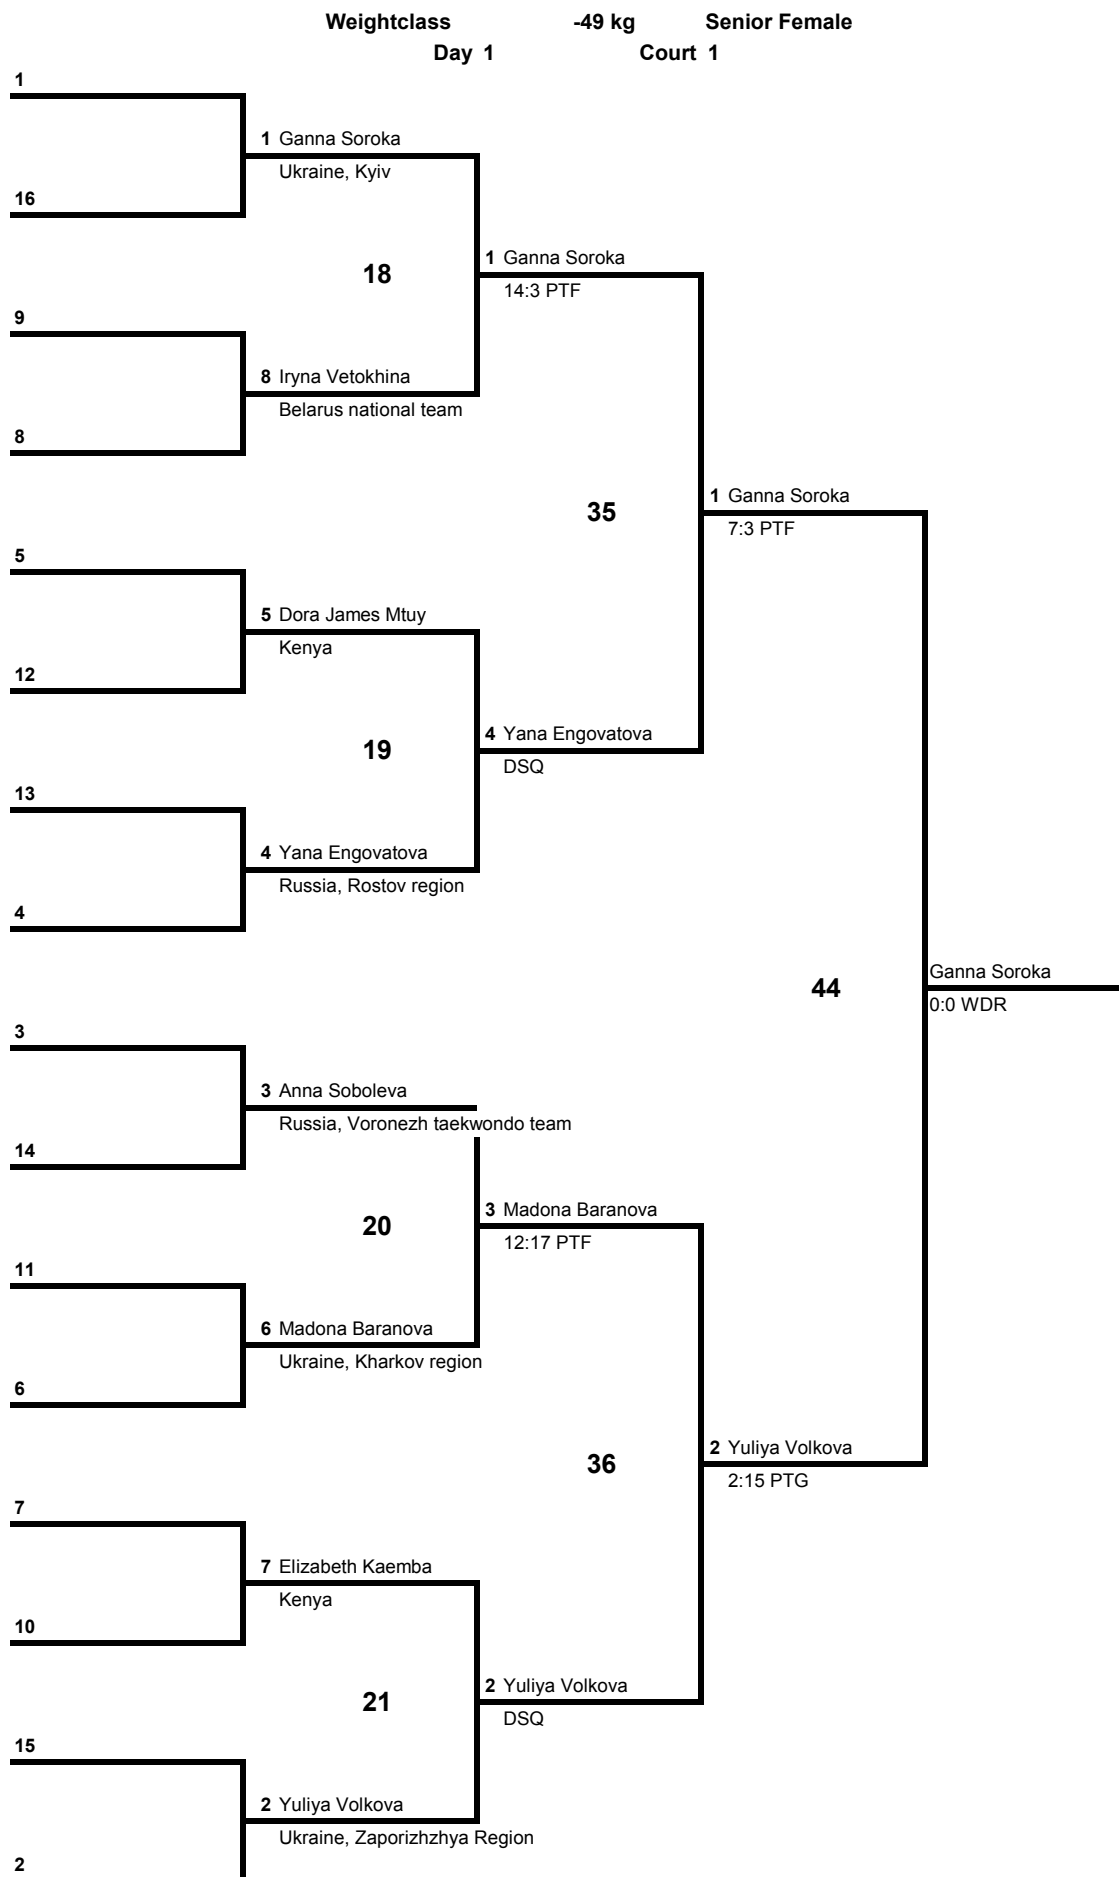 Weightclass -49 kg Senior Female
Day 1 Court 1
1
1 Ganna Soroka
Ukraine, Kyiv
16
1 Ganna Soroka
18
14:3 PTF
9
8 Iryna Vetokhina
Belarus national team
8
1 Ganna Soroka
35
7:3 PTF
5
5 Dora James Mtuy
Kenya
12
4 Yana Engovatova
19
DSQ
13
4 Yana Engovatova
Russia, Rostov region
4
Ganna Soroka
44
0:0 WDR
3
3 Anna Soboleva
Russia, Voronezh taekwondo team
14
3 Madona Baranova
20
12:17 PTF
11
6 Madona Baranova
Ukraine, Kharkov region
6
2 Yuliya Volkova
36
2:15 PTG
7
7 Elizabeth Kaemba
Kenya
10
2 Yuliya Volkova
21
DSQ
15
2 Yuliya Volkova
Ukraine, Zaporizhzhya Region
2